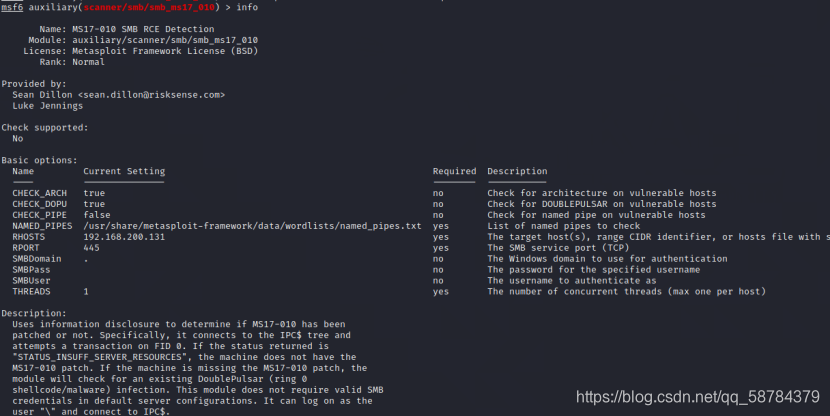 msf6 auxiliary(scanner/smb/smb_ms17_010) > info
Name: MS17-010 SMB RCE Detection
Module: auxiliary/scanner/smb/smb_ms17_010
License: Metasploit Framework License (BSD)
Rank: Normal
Provided by:
Sean Dillon <sean.dillon@risksense.com>
Luke Jennings
Check supported:
No
Basic options:
Name Current Setting Required Description
---- --------------- -------- -----------
CHECK_ARCH true no Check for architecture on vulnerable hosts
CHECK_DOPU true no Check for DOUBLEPULSAR on vulnerable hosts
CHECK_PIPE false no Check for named pipe on vulnerable hosts
NAMED_PIPES /usr/share/metasploit-framework/data/wordlists/named_pipes.txt yes List of named pipes to check
RHOSTS 192.168.200.131 yes The target host(s), range CIDR identifier, or hosts file with s
RPORT 445 yes The SMB service port (TCP)
SMBDomain . no The Windows domain to use for authentication
SMBPass no The password for the specified username
SMBUser no The username to authenticate as
THREADS 1 yes The number of concurrent threads (max one per host)
Description:
Uses information disclosure to determine if MS17-010 has been
patched or not. Specifically, it connects to the IPC$ tree and
attempts a transaction on FID 0. If the status returned is
"STATUS_INSUFF_SERVER_RESOURCES", the machine does not have the
MS17-010 patch. If the machine is missing the MS17-010 patch, the
module will check for an existing DoublePulsar (ring 0
shellcode/malware) infection. This module does not require valid SMB
credentials in default server configurations. It can log on as the
user "\" and connect to IPC$.
https://blog.csdn.net/qq_58784379